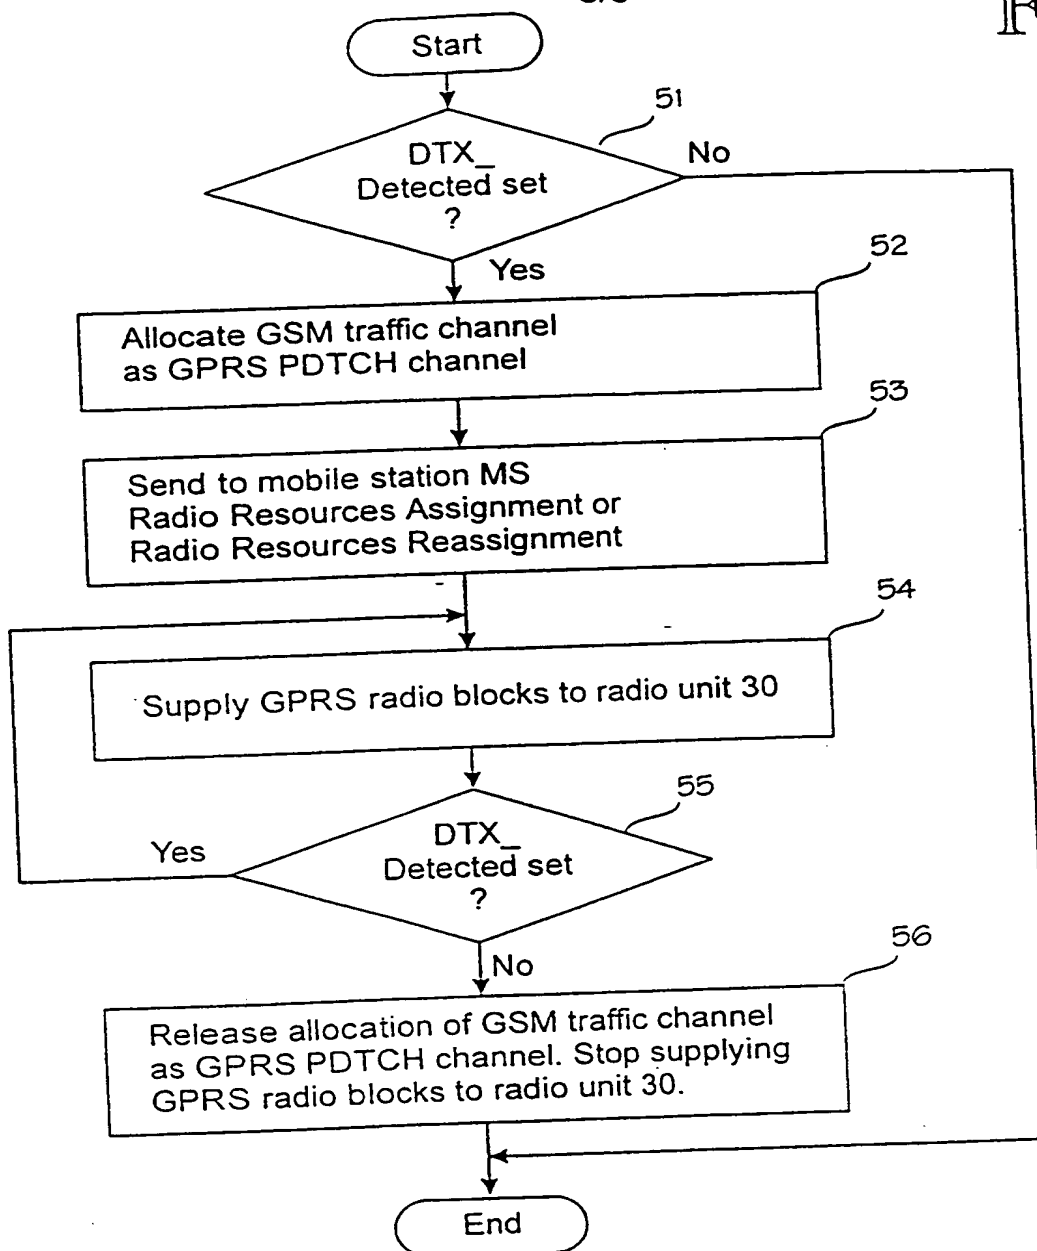 F
Start
51
DTX_
Detected set
?
No
Yes
52
Allocate GSM traffic channel
as GPRS PDTCH channel
53
Send to mobile station MS
Radio Resources Assignment or
Radio Resources Reassignment
54
Supply GPRS radio blocks to radio unit 30
55
DTX_
Detected set
?
Yes
No
56
Release allocation of GSM traffic channel
as GPRS PDTCH channel. Stop supplying
GPRS radio blocks to radio unit 30.
End